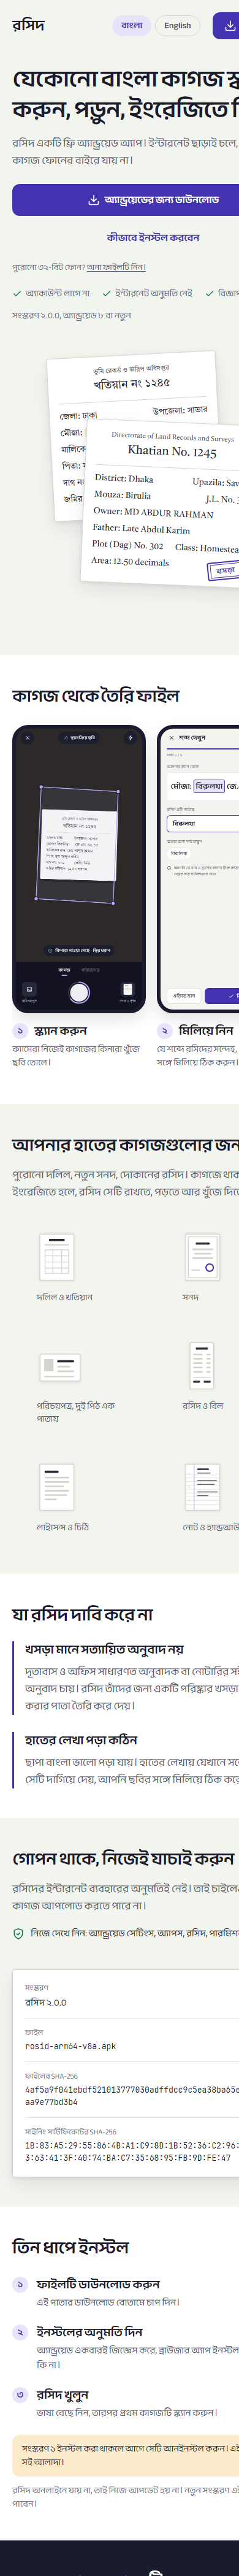 রসিদ
বাংলা English
যেকোনো বাংলা কাগজ
করুন, পড়ুন, ইংরেজিতে
রসিদ একটি ফ্রি অ্যান্ড্রয়েড অ্যাপ। ইন্টারনেট ছাড়াই চলে,
কাগজ ফোনের বাইরে যায় না।
অ্যান্ড্রয়েডের জন্য ডাউনলোড
কীভাবে ইনস্টল করবেন
পুরোনো ৩২-বিট ফোন? অন্য ফাইলটি নিন।
অ্যাকাউন্ট লাগে না ইন্টারনেট অনুমতি নেই
সংস্করণ ২.০.০, অ্যান্ড্রয়েড ৮ বা নতুন
ভূমি রেকর্ড ও জরিপ অধিদপ্তর
খতিয়ান নং ১২৪৫
জেলা: ঢাকা উপজেলা: সাভার
মৌজা:
Directorate of Land Records and Surveys
Khatian No. 1245
District: Dhaka Upazila:
Mouza: Birulia J.L. No.
Owner: MD ABDUR RAHMAN
Father: Late Abdul Karim
Plot (Dag) No. 302 Class:
Area: 12.50 decimals খসড়া
কাগজ থেকে তৈরি ফাইল
খতিয়ান নং ১২৪৫
শব্দ দেখুন
মৌজা: বিরুলিয়া
বিরুলিয়া
১ স্ক্যান করুন
ক্যামেরা নিজেই কাগজের কিনারা খুঁজে
ছবি তোলে।
২ মিলিয়ে নিন
যে শব্দে রসিদের সন্দেহ,
সঙ্গে মিলিয়ে ঠিক করুন।
আপনার হাতের কাগজগুলোর
পুরোনো দলিল, নতুন সনদ, দোকানের রসিদ। কাগজে
ইংরেজিতে হলে, রসিদ সেটি রাখতে, পড়তে আর খুঁজে
দলিল ও খতিয়ান
সনদ
পরিচয়পত্র, দুই পিঠ এক
পাতায়
রসিদ ও বিল
লাইসেন্স ও চিঠি
নোট ও
যা রসিদ দাবি করে না
খসড়া মানে সত্যায়িত অনুবাদ নয়
দূতাবাস ও অফিস সাধারণত অনুবাদক বা নোটারির
অনুবাদ চায়। রসিদ তাঁদের জন্য একটি পরিষ্কার খসড়া
করার পাতা তৈরি করে দেয়।
হাতের লেখা পড়া কঠিন
ছাপা বাংলা ভালো পড়া যায়। হাতের লেখায় যেখানে
সেটি দাগিয়ে দেয়, আপনি ছবির সঙ্গে মিলিয়ে ঠিক
গোপন থাকে, নিজেই যাচাই করুন
রসিদের ইন্টারনেট ব্যবহারের অনুমতিই নেই। তাই চাইলেও
কাগজ আপলোড করতে পারে না।
নিজে দেখে নিন: অ্যান্ড্রয়েড সেটিংস, অ্যাপস, রসিদ,
সংস্করণ
রসিদ ২.০.০
ফাইল
rosid-arm64-v8a.apk
ফাইলের SHA-256
4af5a9f041ebdf521013777030adffdcc9c5ea38ba65
aa9e77bd3b4
সাইনিং সার্টিফিকেটের SHA-256
1B:83:A5:29:55:86:4B:A1:C9:8D:1B:52:36:C2:96:
3:63:41:3F:40:74:BA:C7:35:68:95:FB:9D:FE:47
তিন ধাপে ইনস্টল
১ ফাইলটি ডাউনলোড করুন
এই পাতার ডাউনলোড বোতামে চাপ দিন।
২ ইনস্টলের অনুমতি দিন
অ্যান্ড্রয়েড একবারই জিজ্ঞেস করে, ব্রাউজার অ্যাপ
কি না।
৩ রসিদ খুলুন
ভাষা বেছে নিন, তারপর প্রথম কাগজটি স্ক্যান করুন।
সংস্করণ ১ ইনস্টল করা থাকলে আগে সেটি আনইনস্টল করুন।
সই আলাদা।
রসিদ অনলাইনে যায় না, তাই নিজে আপডেট হয় না। নতুন সংস্করণ
পাবেন।